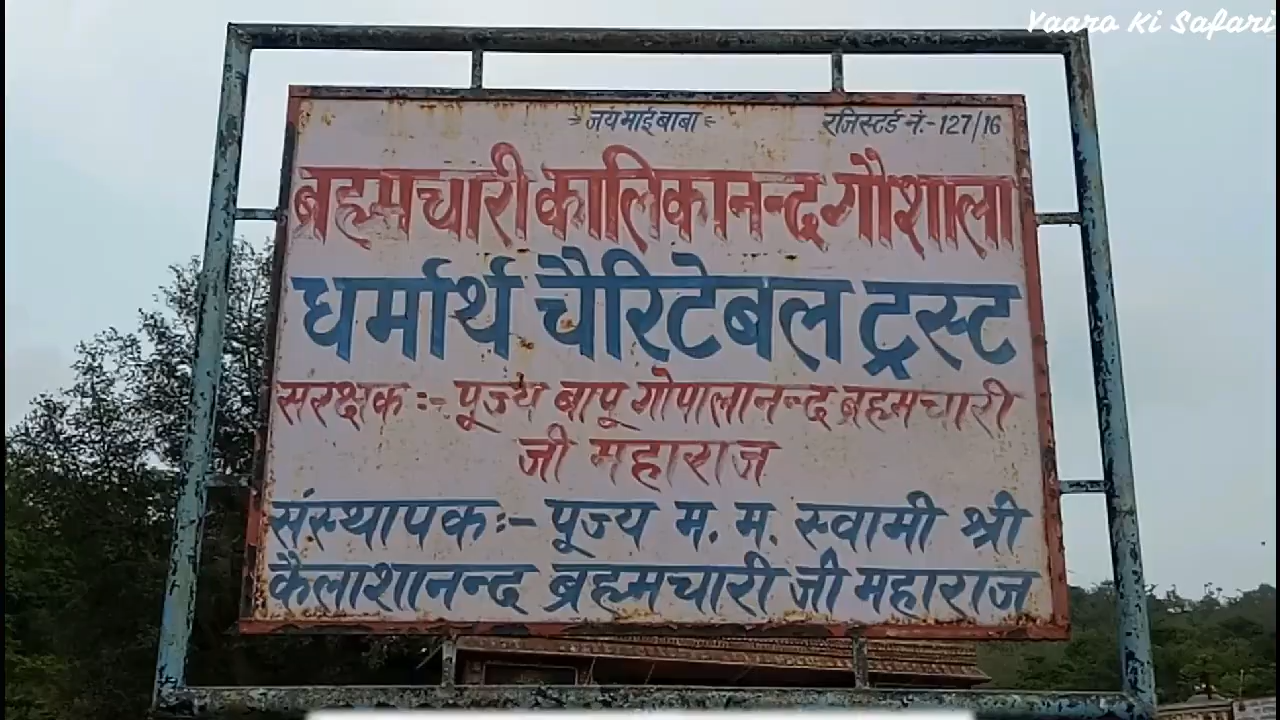 Yaaro Ki Safari
जय माई बाबा
रजिस्टर्ड नं.- 127/16
ब्रह्मचारी कालिकानन्द गौशाला
धर्मार्थ चैरिटेबल ट्रस्ट
सरक्षक :- पूज्य बापू गोपालानन्द ब्रह्मचारी
जी महाराज
संस्थापक :- पूज्य म. म. स्वामी श्री
कैलाशानन्द ब्रह्मचारी जी महाराज